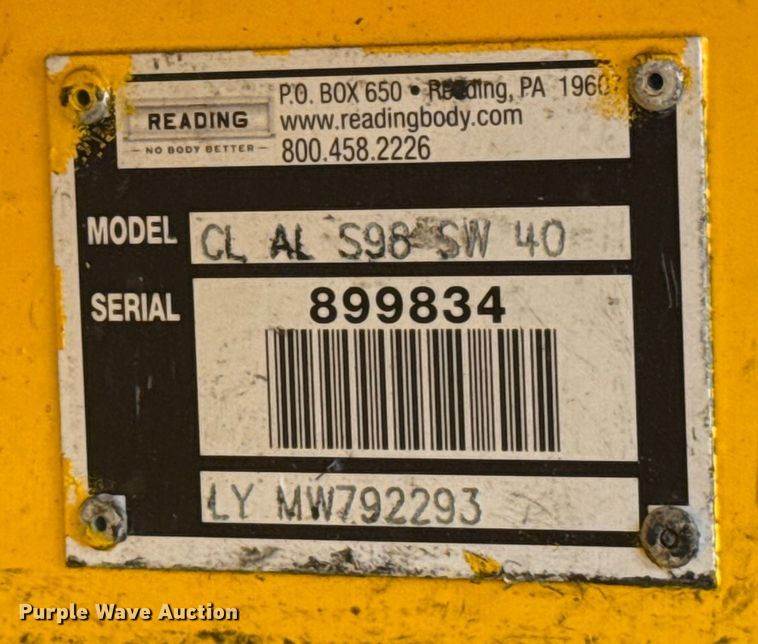 P.O. BOX 650 • Reading, PA 19607
READING
www.readingbody.com
NO BODY BETTER
800.458.2226
MODEL CL AL S98 SW 40
SERIAL 899834
LY MW792293
Purple Wave Auction